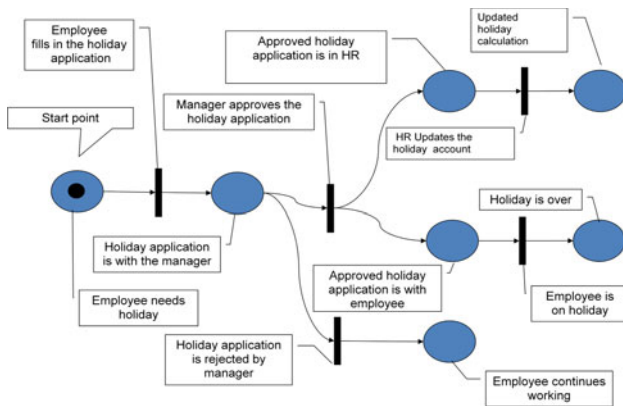 Employee
fills in the holiday
application
Approved holiday
application is in HR
Updated
holiday
calculation
Start point
Manager approves the
holiday application
HR Updates the
holiday account
Holiday is over
Holiday application
is with the manager
Approved holiday
application is with
employee
Employee is
on holiday
Employee needs
holiday
Holiday application
is rejected by
manager
Employee continues
working